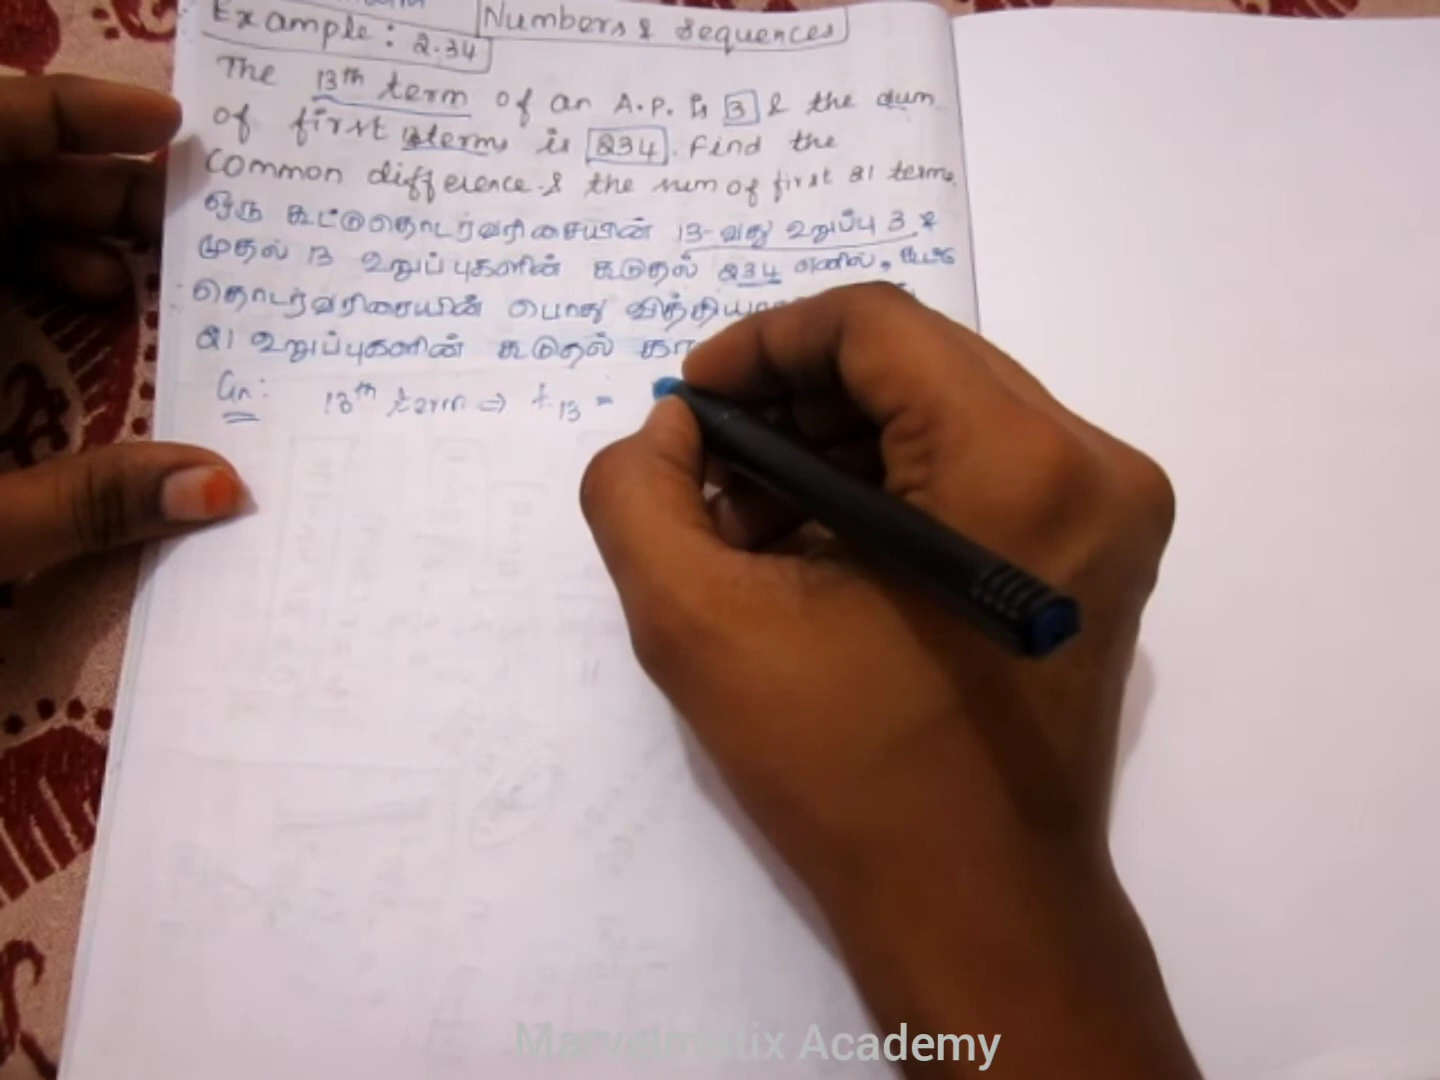 Numbers & Sequences
Example: 2.34
The 13th term of an A.P. is 3 & the sum
of first 13 terms is 234. Find the
common difference & the sum of first 21 terms.
ஒரு கூட்டுதொடர்வரிசையின் 13-வது உறுப்பு 3 &
முதல் 13 உறுப்புகளின் கூடுதல் 234 எனில்,
தொடர்வரிசையின் பொது
21 உறுப்புகளின் கூடுதல்
Gn: 13th term ⇒ t13 =
Marvelmatix Academy